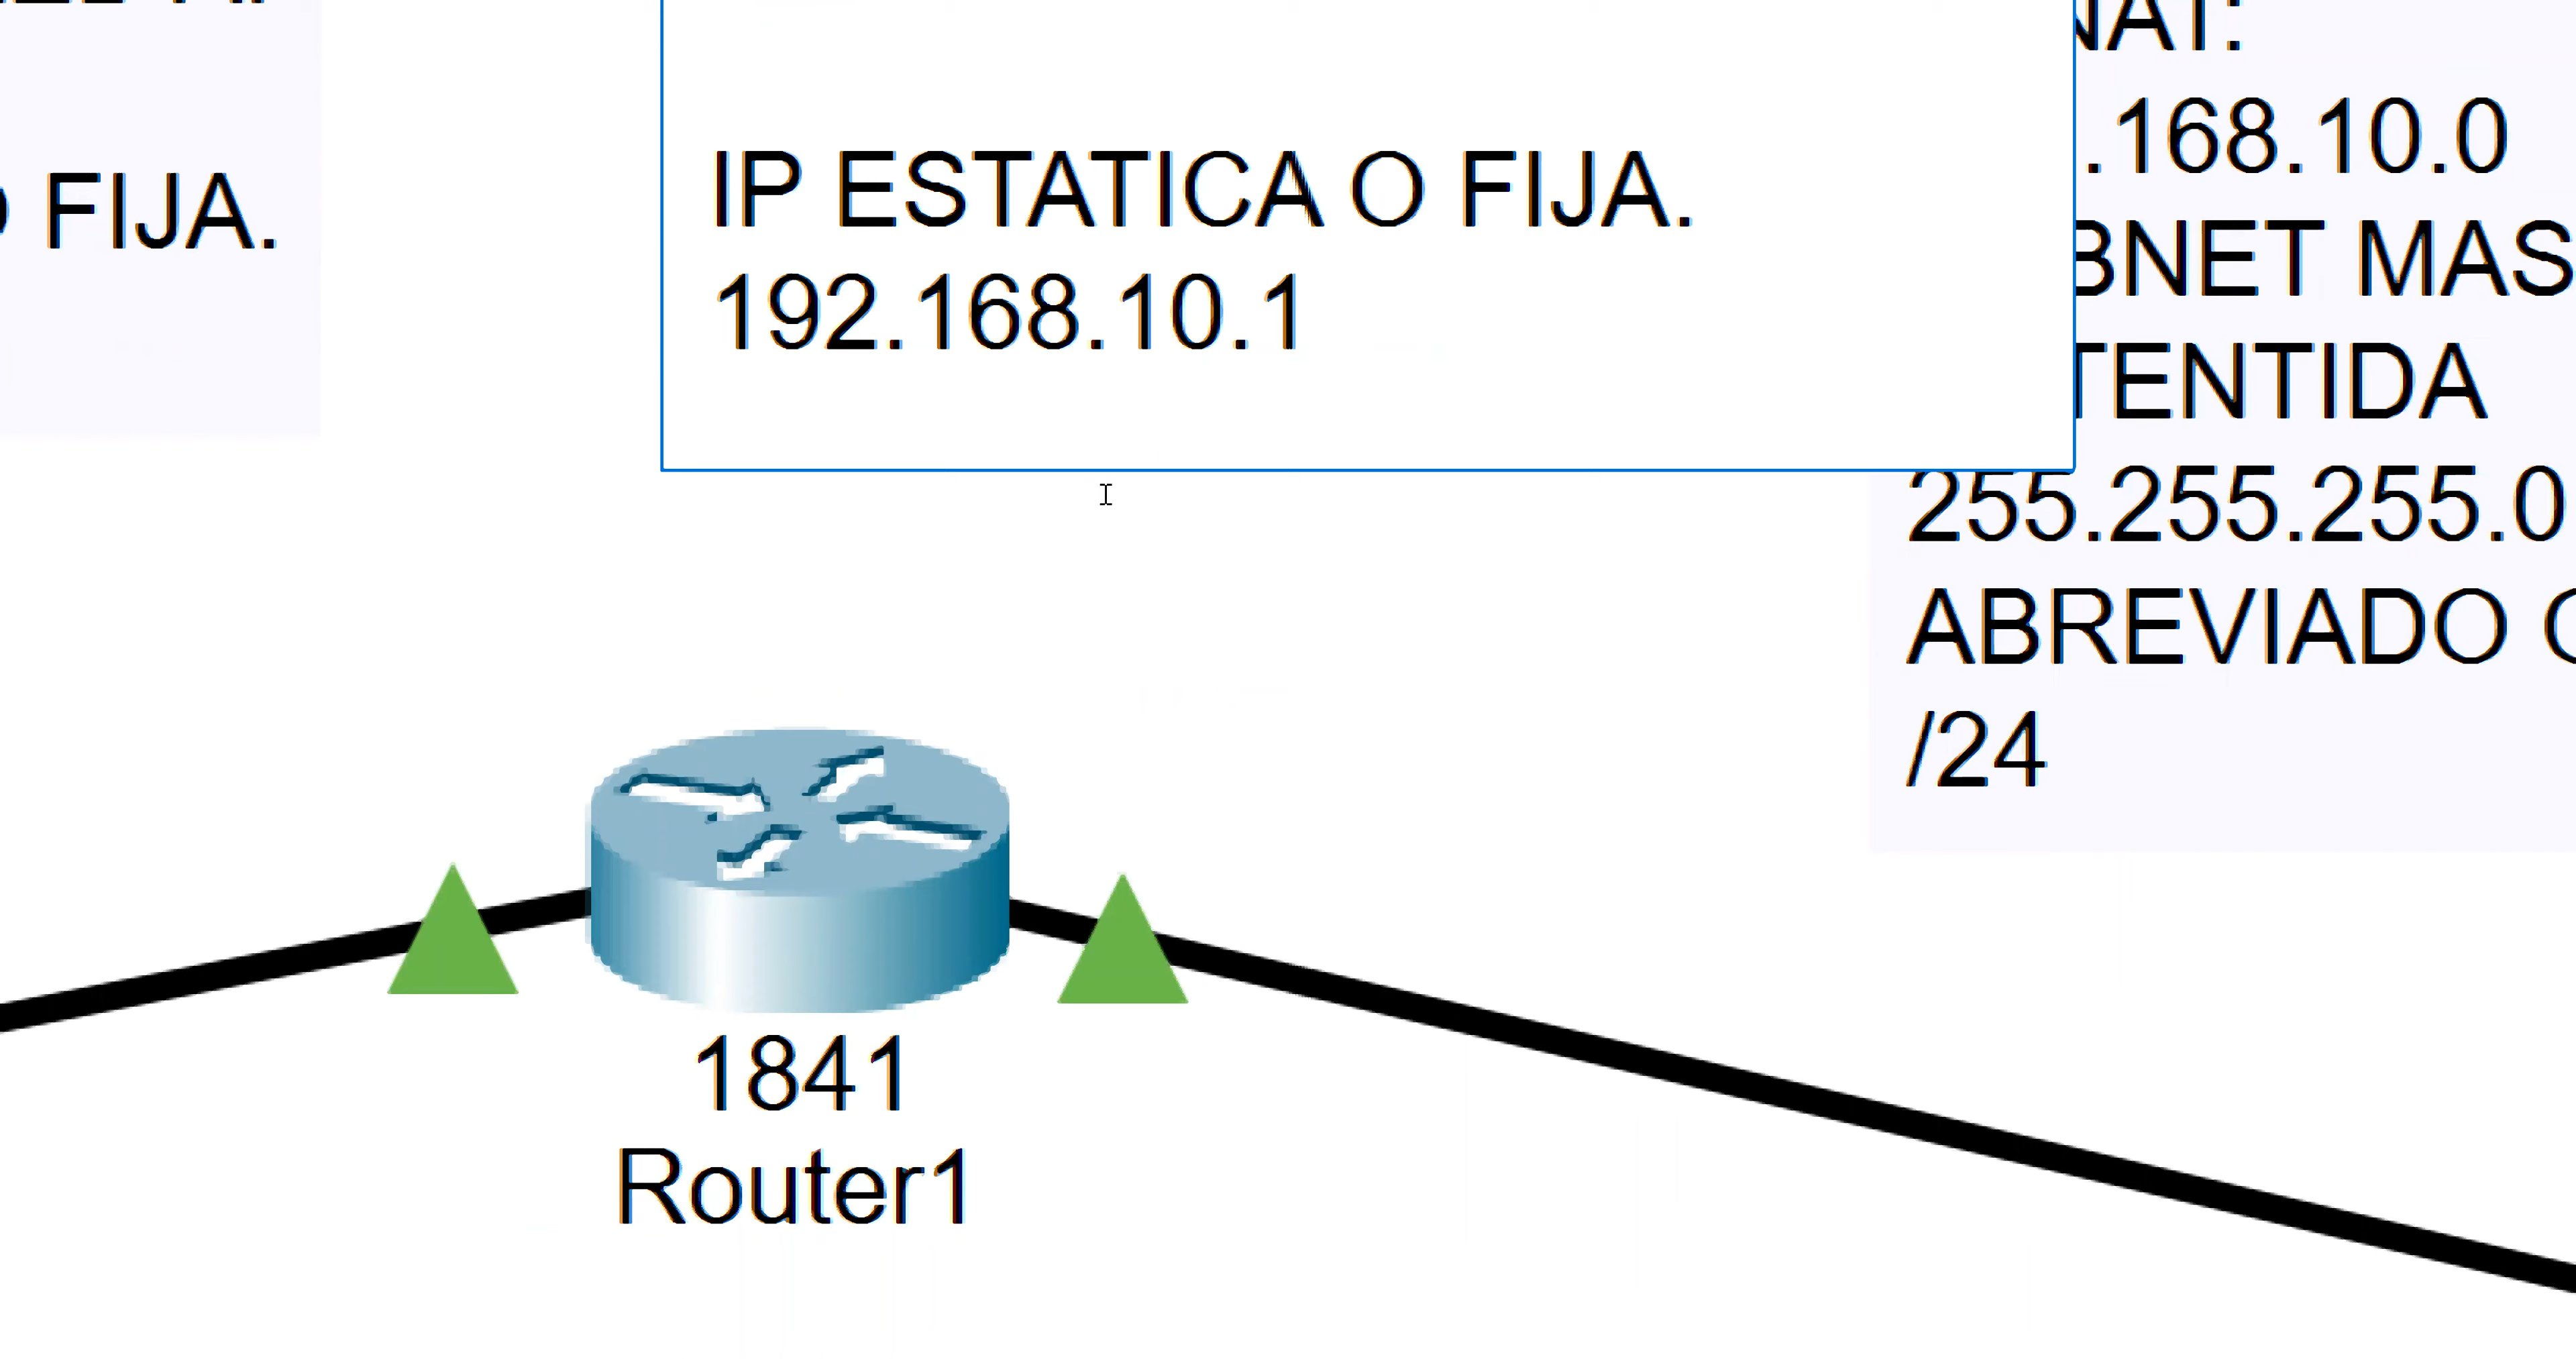 FIJA.
IP ESTATICA O FIJA.
192.168.10.1
NAT:
.168.10.0
BNET MAS
TENTIDA
255.255.255.0
ABREVIADO
/24
1841
Router1